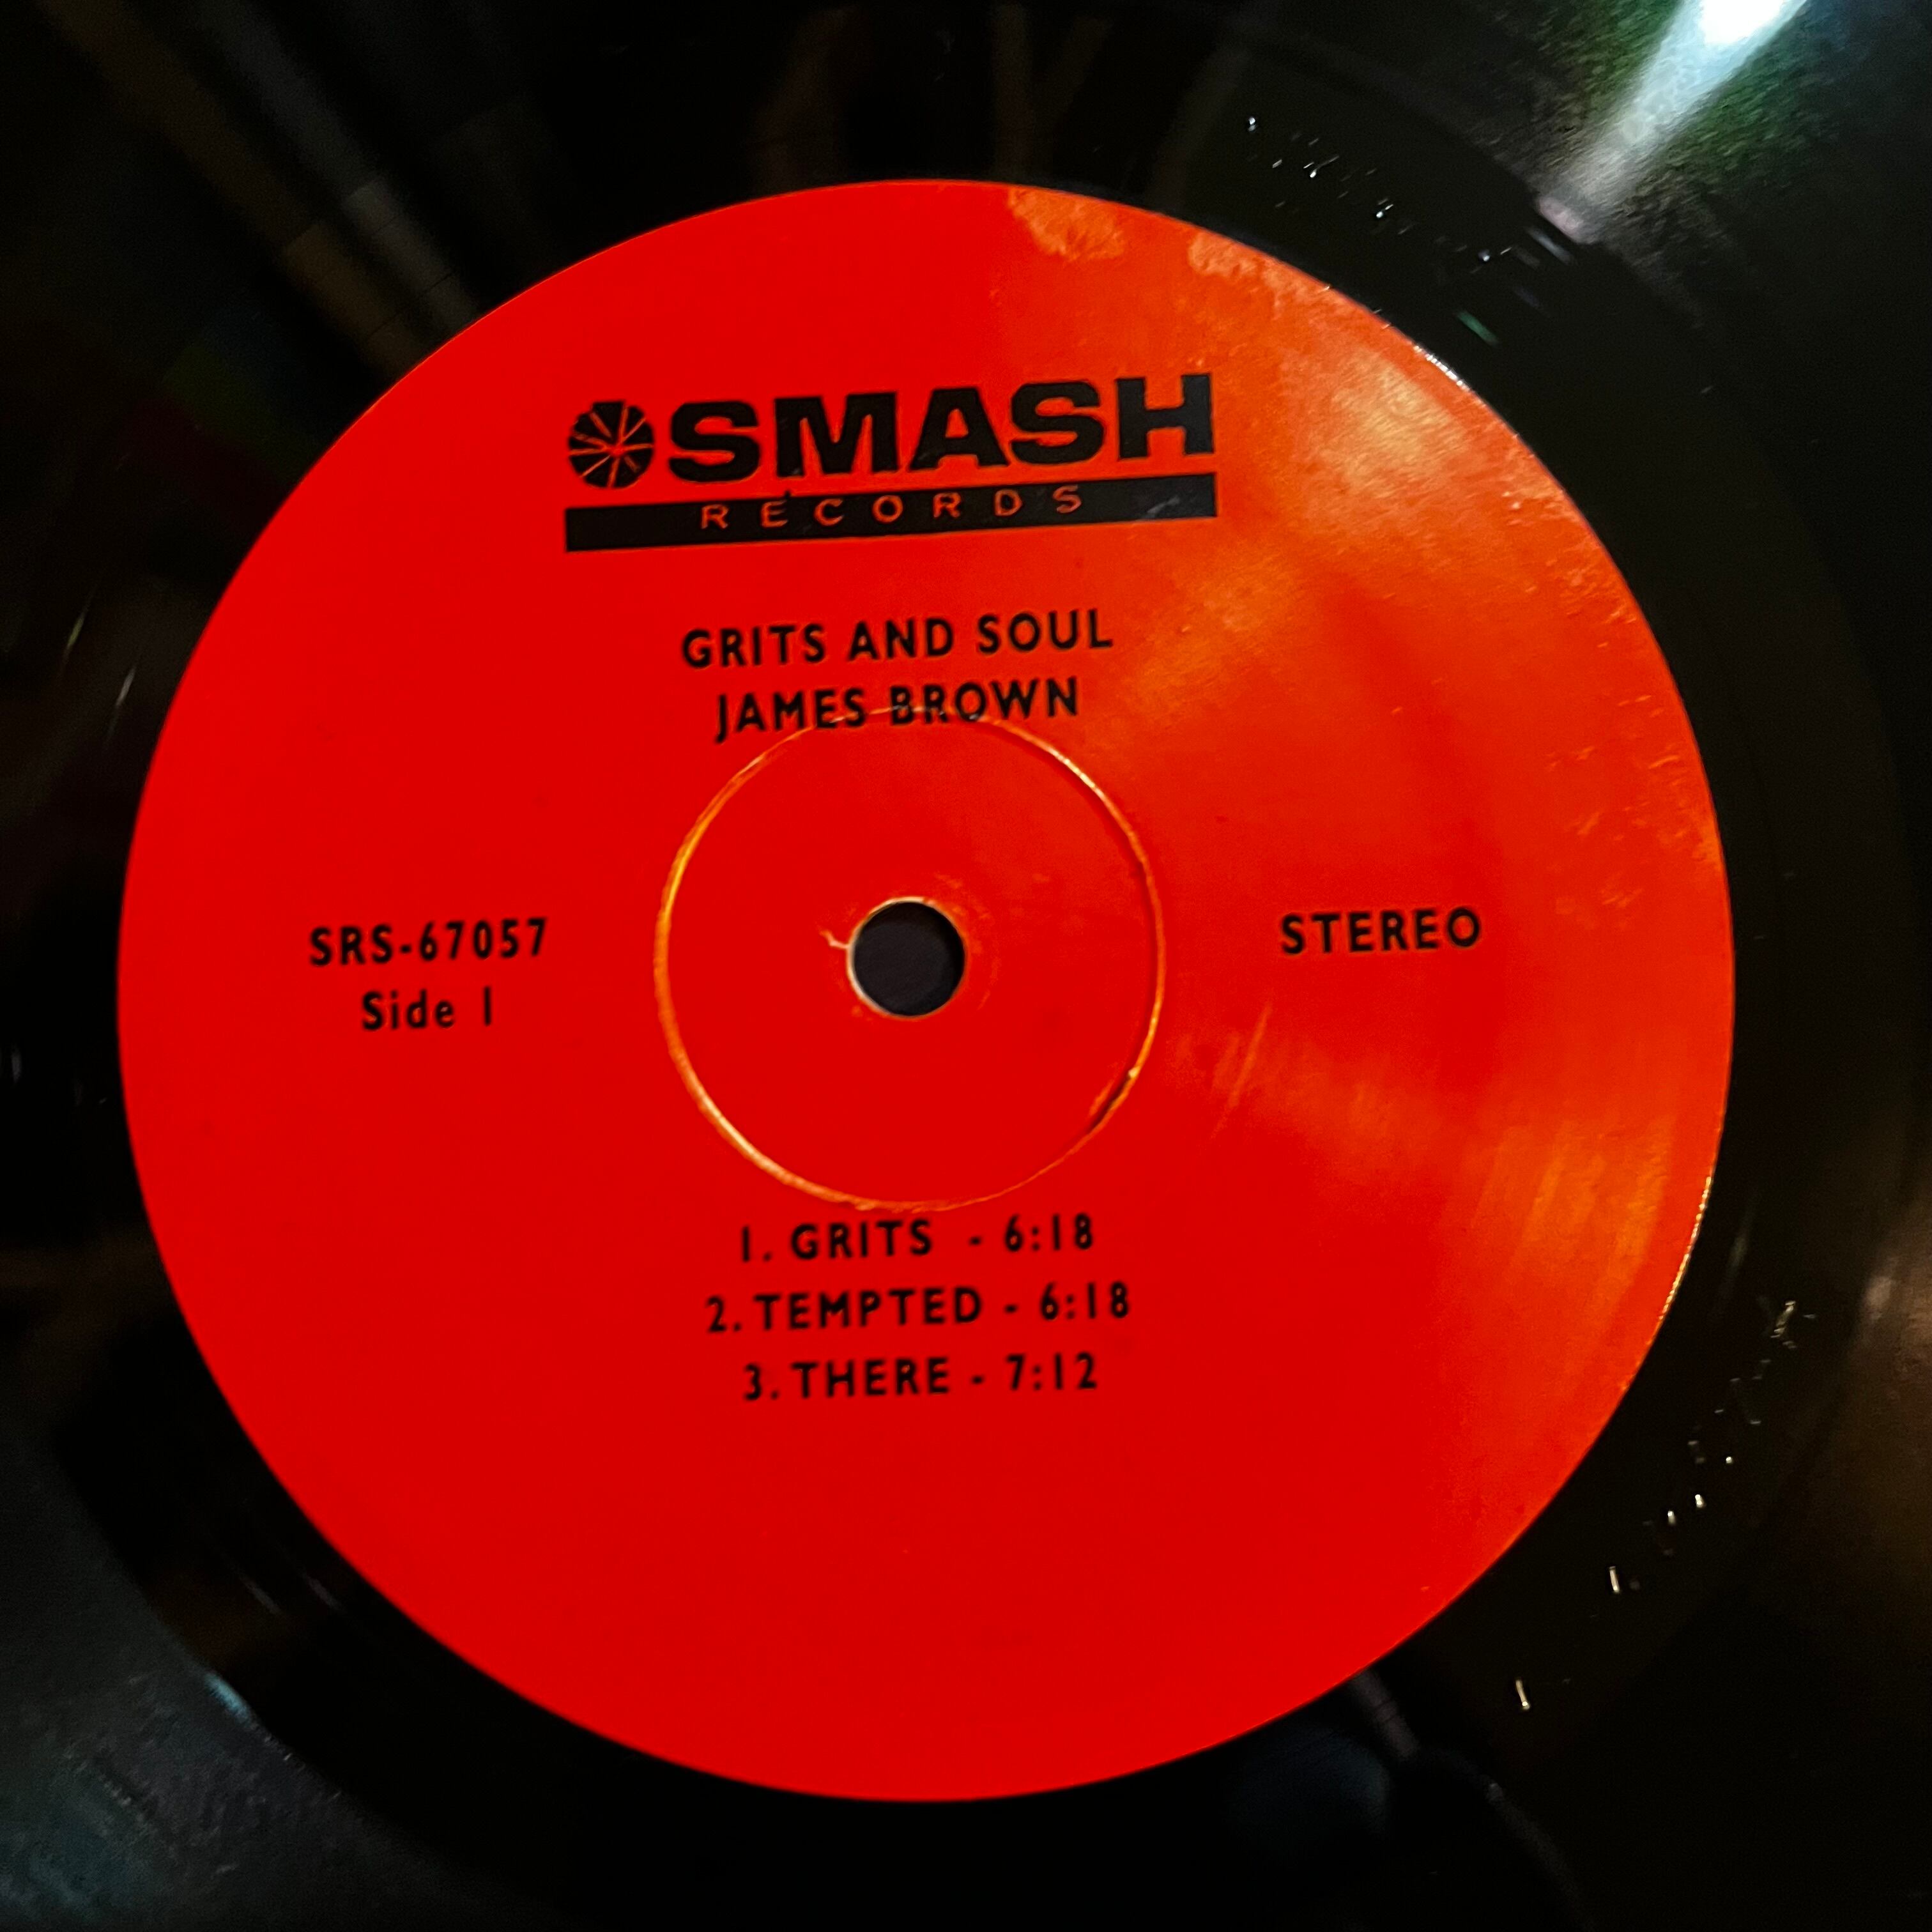 SMASH
RECORDS
GRITS AND SOUL
JAMES BROWN
SRS-67057
Side 1
STEREO
1. GRITS - 6:18
2. TEMPTED - 6:18
3. THERE - 7:12